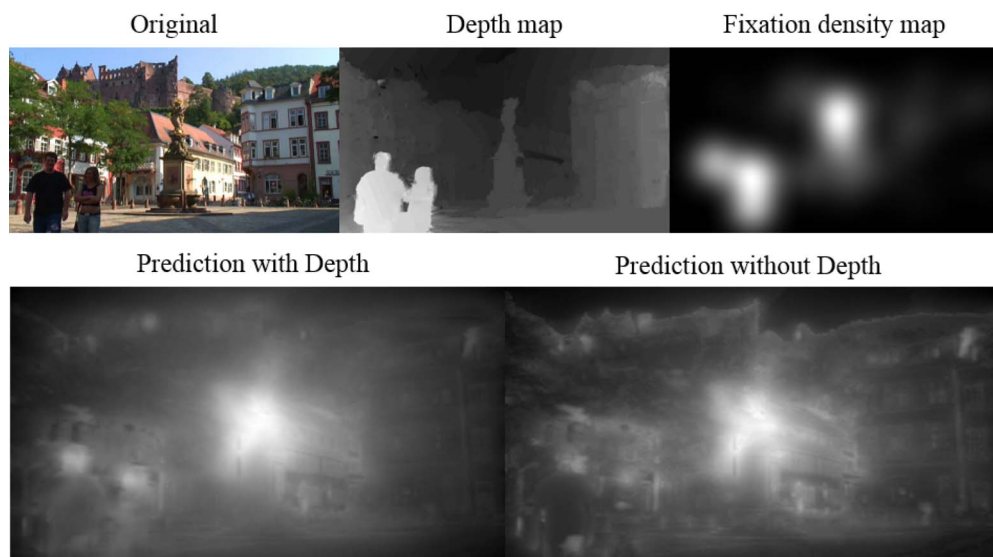 Original
Depth map
Fixation density map
Prediction with Depth
Prediction without Depth